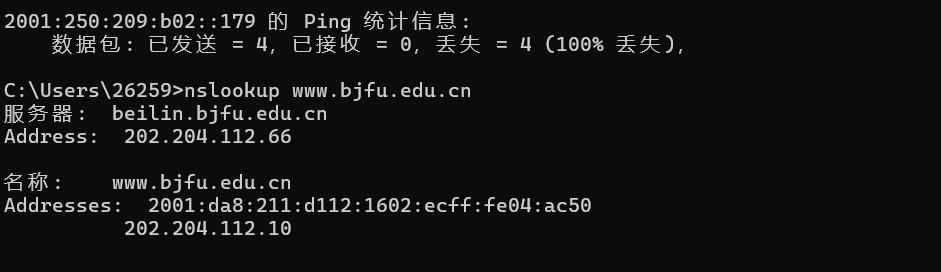 2001:250:209:b02::179 的 Ping 统计信息:
    数据包: 已发送 = 4, 已接收 = 0, 丢失 = 4 (100% 丢失),
C:\Users\26259>nslookup www.bjfu.edu.cn
服务器:  beilin.bjfu.edu.cn
Address:  202.204.112.66
名称:    www.bjfu.edu.cn
Addresses:  2001:da8:211:d112:1602:ecff:fe04:ac50
          202.204.112.10